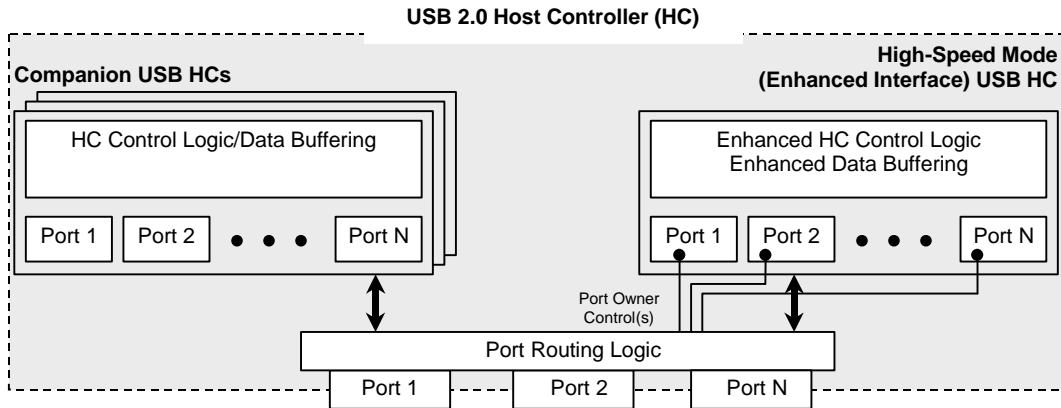 USB 2.0 Host Controller (HC)
Companion USB HCs
High-Speed Mode
(Enhanced Interface) USB HC
HC Control Logic/Data Buffering
Enhanced HC Control Logic
Enhanced Data Buffering
Port 1
Port 2
Port N
Port 1
Port 2
Port N
Port Owner
Control(s)
Port Routing Logic
Port 1
Port 2
Port N